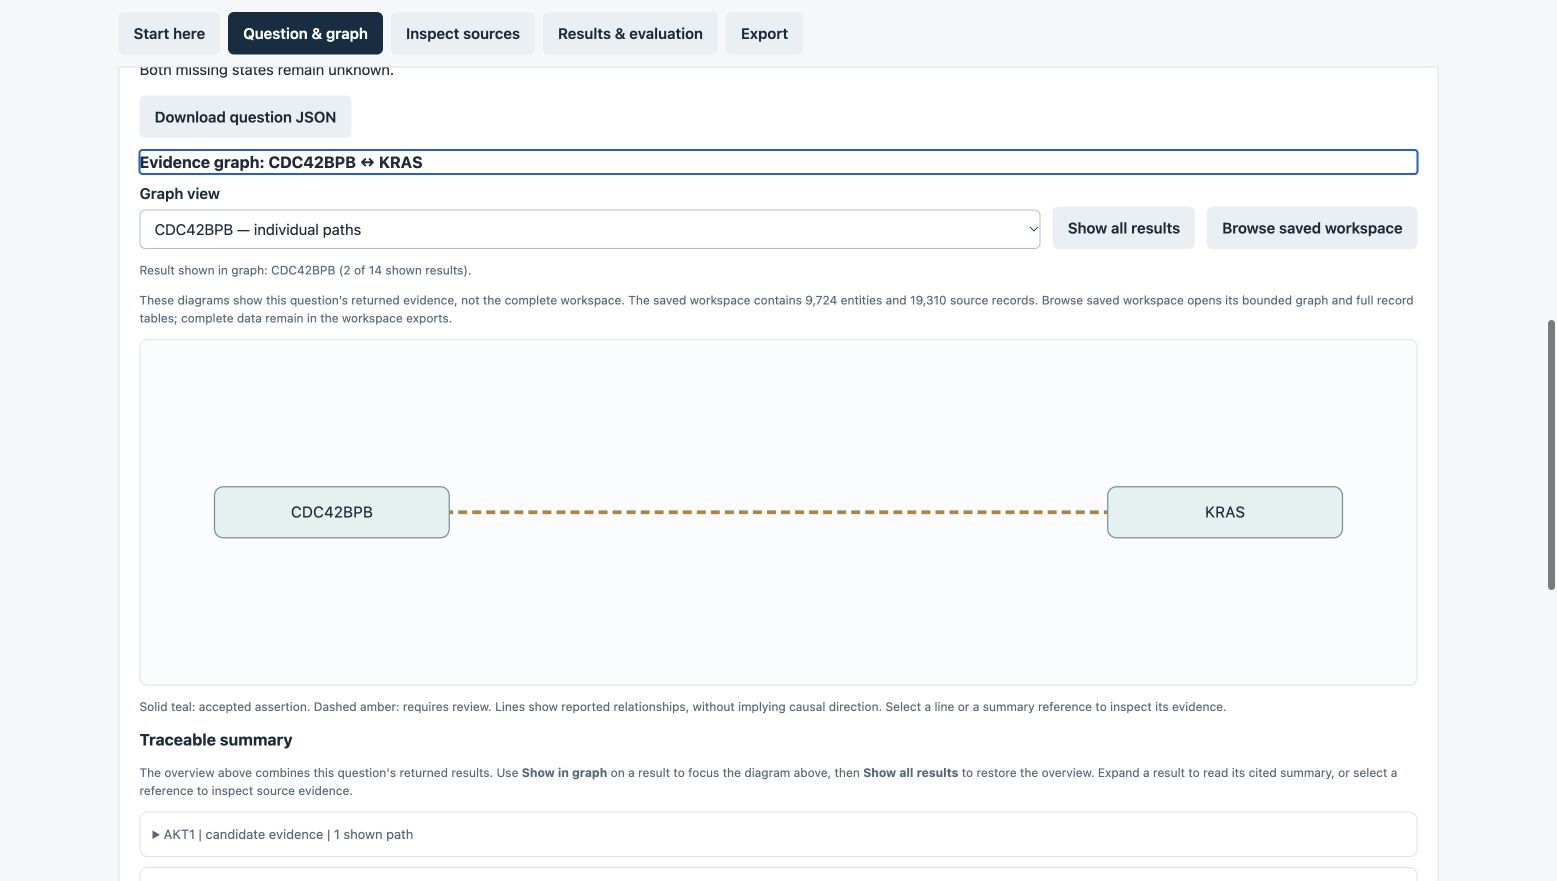 Start here
Question & graph
Inspect sources
Results & evaluation
Export
Both missing states remain unknown.
Download question JSON
Evidence graph: CDC42BPB ↔ KRAS
Graph view
CDC42BPB — individual paths
Show all results
Browse saved workspace
Result shown in graph: CDC42BPB (2 of 14 shown results).
These diagrams show this question's returned evidence, not the complete workspace. The saved workspace contains 9,724 entities and 19,310 source records. Browse saved workspace opens its bounded graph and full record
tables; complete data remain in the workspace exports.
CDC42BPB
KRAS
Solid teal: accepted assertion. Dashed amber: requires review. Lines show reported relationships, without implying causal direction. Select a line or a summary reference to inspect its evidence.
Traceable summary
The overview above combines this question's returned results. Use Show in graph on a result to focus the diagram above, then Show all results to restore the overview. Expand a result to read its cited summary, or select a
reference to inspect source evidence.
AKT1 | candidate evidence | 1 shown path